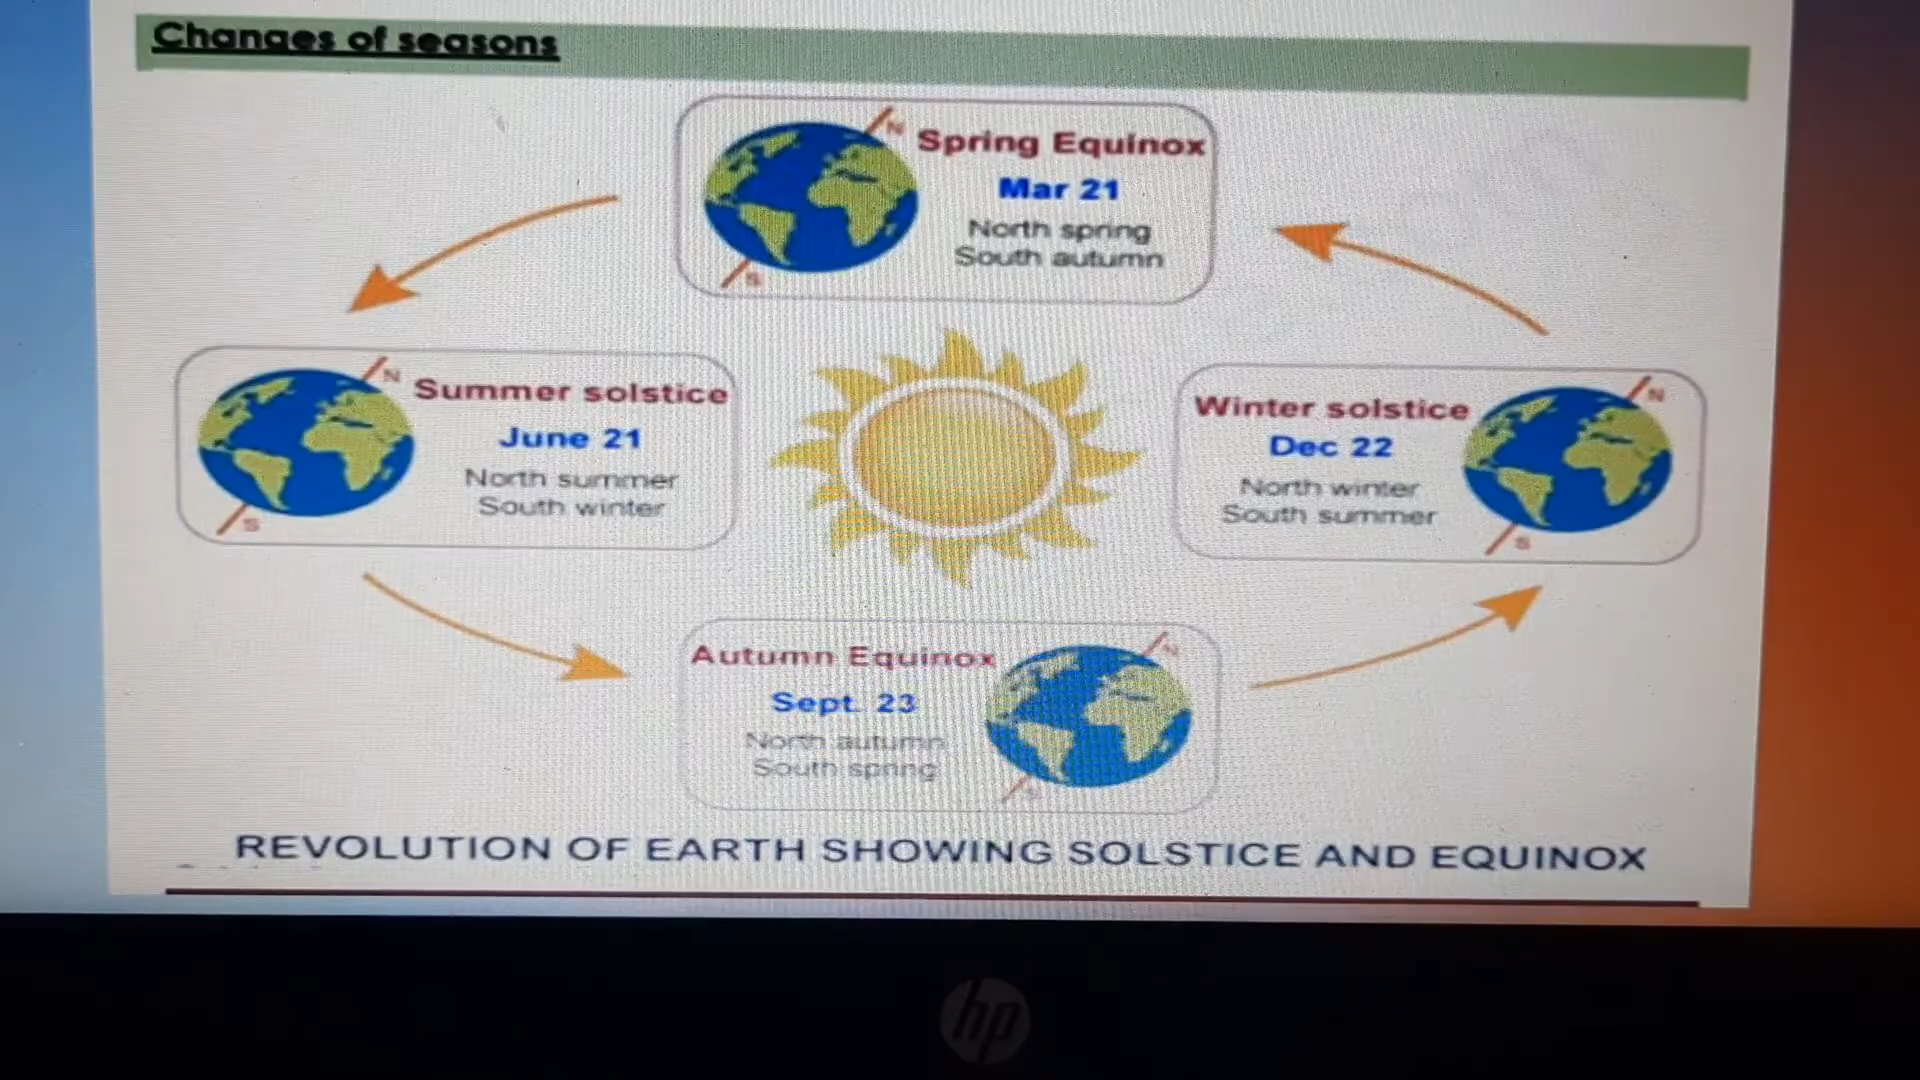 Changes of seasons
N
Spring Equinox
Mar 21
North spring
South autumn
S
N
Summer solstice
June 21
North summer
South winter
S
Winter solstice
Dec 22
North winter
South summer
N
S
Autumn Equinox
Sept. 23
North autumn
South spring
N
S
REVOLUTION OF EARTH SHOWING SOLSTICE AND EQUINOX
hp